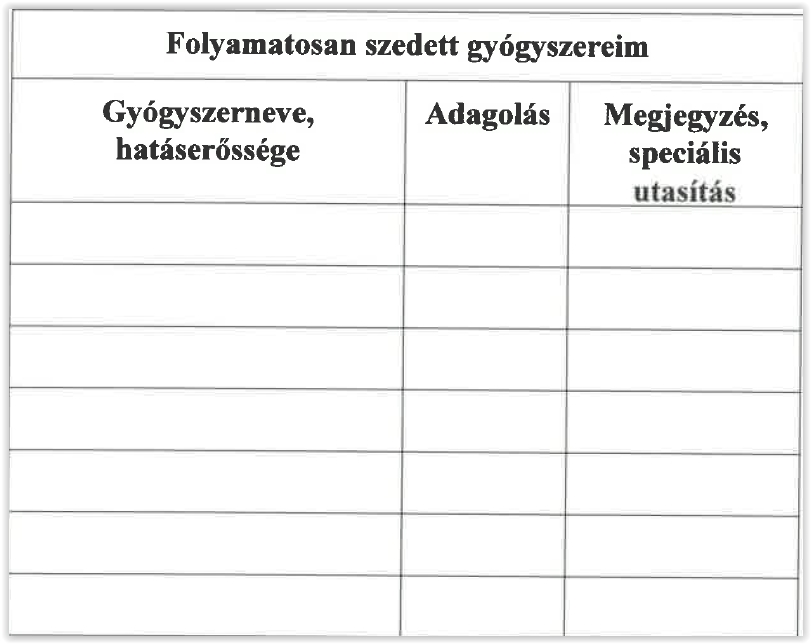 Folyamatosan szedett gyógyszereim
Gyógyszerneve,
hatáserőssége
Adagolás
Megjegyzés,
speciális
utasítás